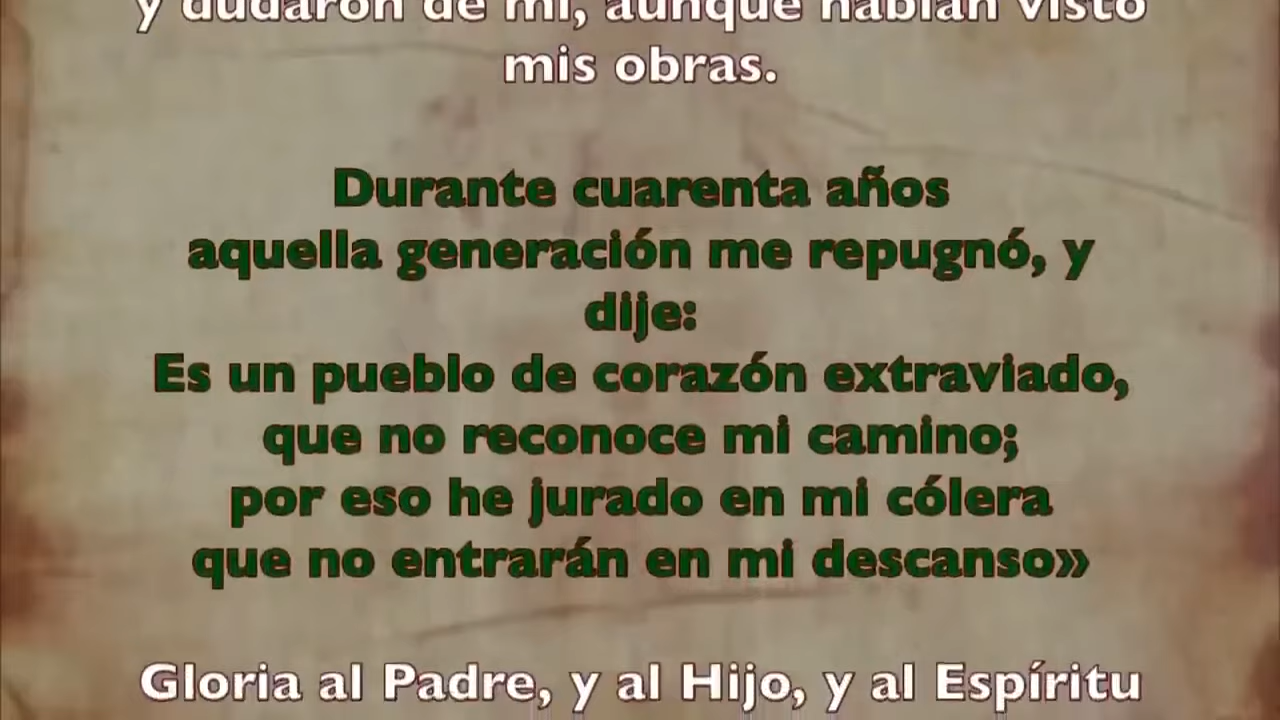 y dudaron de mí, aunque habían visto
mis obras.
Durante cuarenta años
aquella generación me repugnó, y
dije:
Es un pueblo de corazón extraviado,
que no reconoce mi camino;
por eso he jurado en mi cólera
que no entrarán en mi descanso»
Gloria al Padre, y al Hijo, y al Espíritu